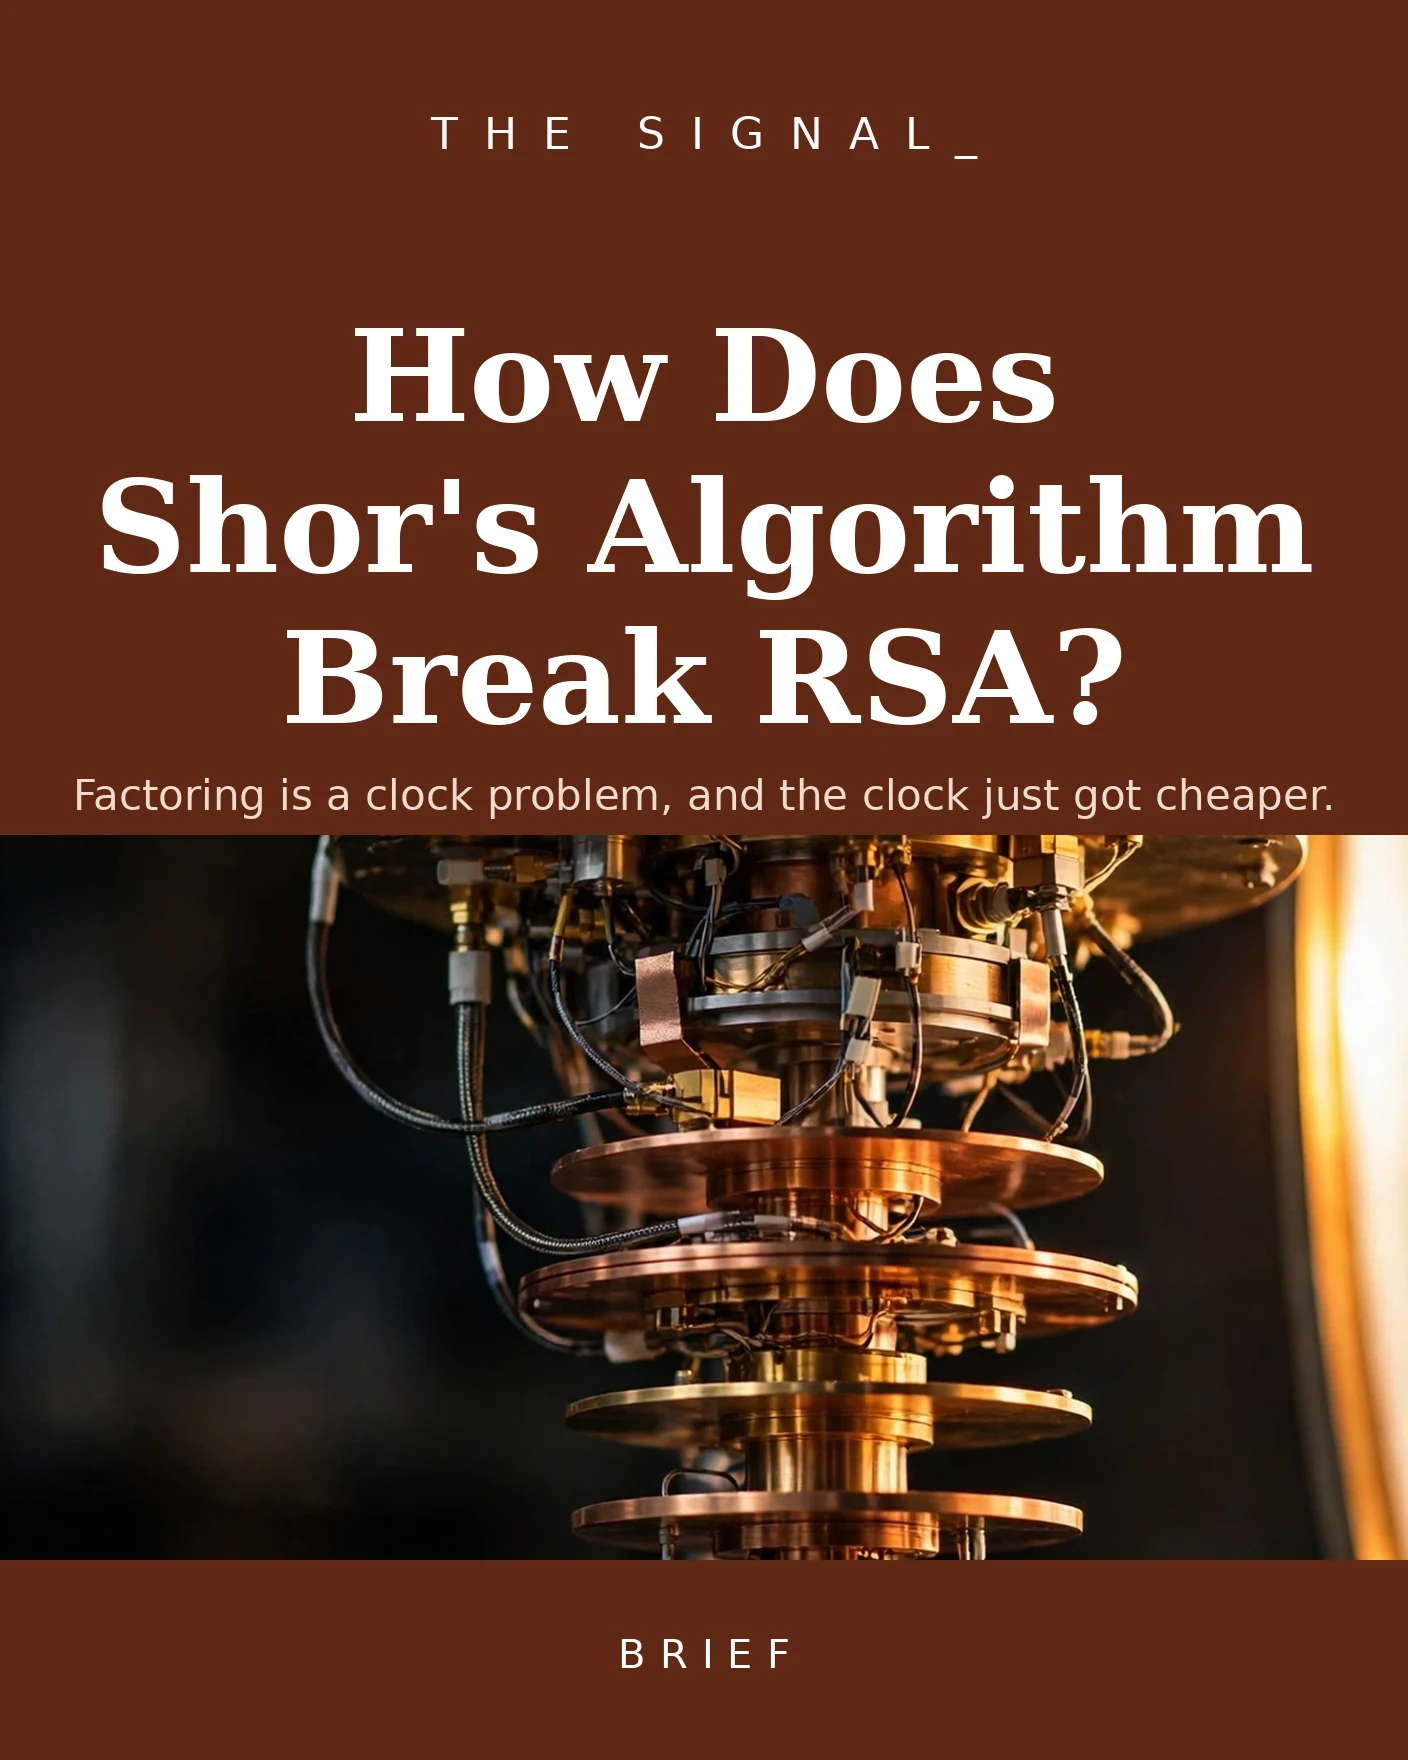 THE SIGNAL_
How Does
Shor's Algorithm
Break RSA?
Factoring is a clock problem, and the clock just got cheaper.
BRIEF